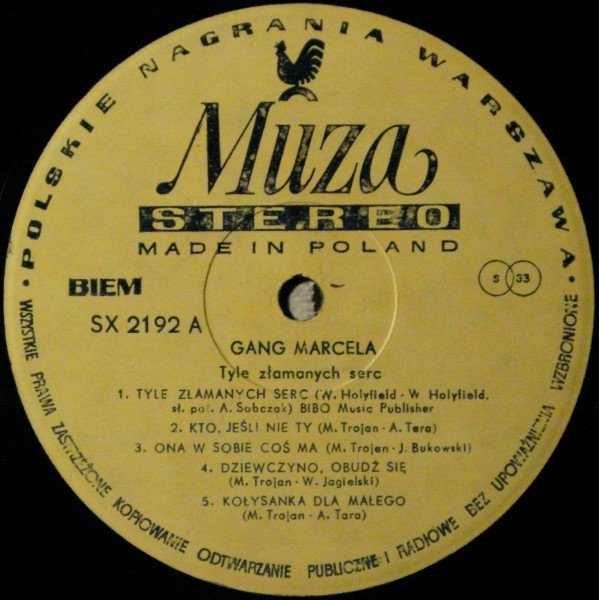 • POLSKIE NAGRANIA WARSZAWA •
Muza
STEREO
MADE IN POLAND
BIEM
S 33
SX 2192 A
GANG MARCELA
Tyle złamanych serc
1. TYLE ZŁAMANYCH SERC (W. Holyfield - W Holyfield,
sł. pol. A. Sobczak) BIBO Music Publisher
2. KTO, JEŚLI NIE TY (M. Trojan - A. Tara)
3. ONA W SOBIE COŚ MA (M. Trojan - J. Bukowski)
4. DZIEWCZYNO, OBUDŹ SIĘ
(M. Trojan - W. Jagielski)
5. KOŁYSANKA DLA MAŁEGO
(M. Trojan - A. Tara)
WSZYSTKIE PRAWA ZASTRZEŻONE KOPIOWANIE ODTWARZANIE PUBLICZNE I RADIOWE BEZ UPOWAŻNIENIA WZBRONIONE